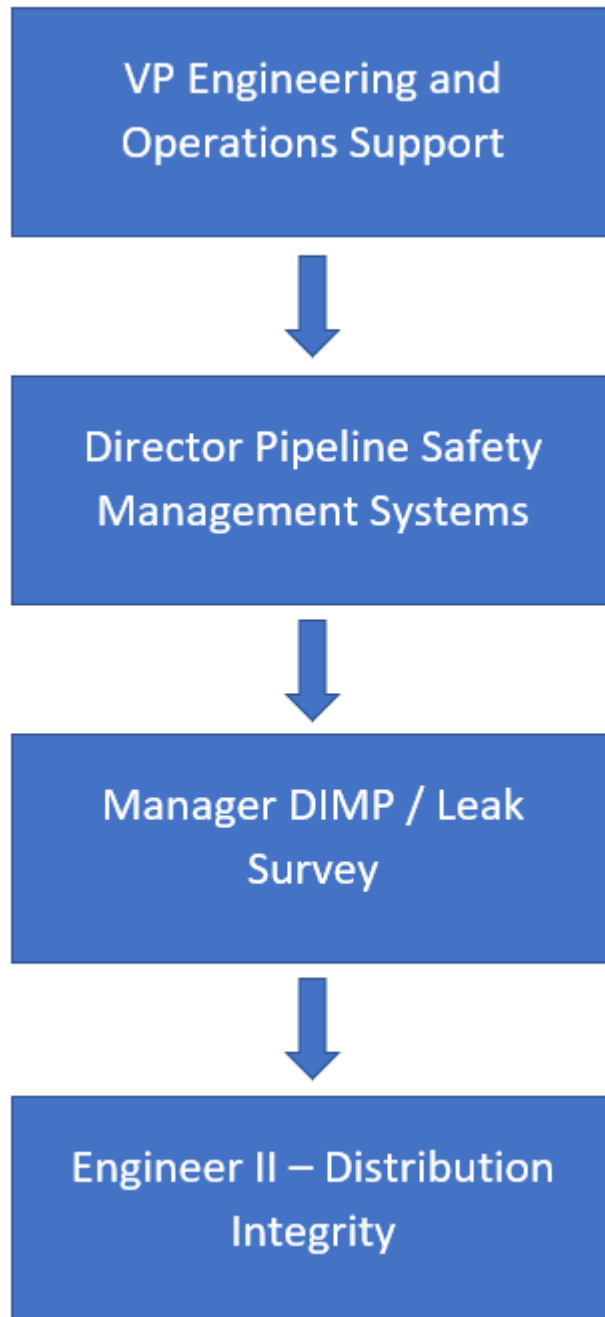 VP Engineering and
Operations Support
Director Pipeline Safety
Management Systems
Manager DIMP / Leak
Survey
Engineer II – Distribution
Integrity